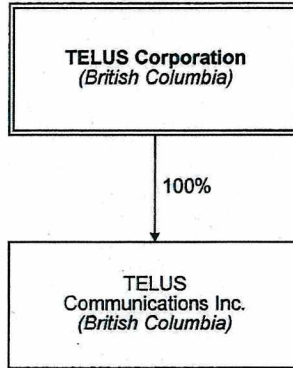 TELUS Corporation
(British Columbia)
100%
TELUS
Communications Inc.
(British Columbia)